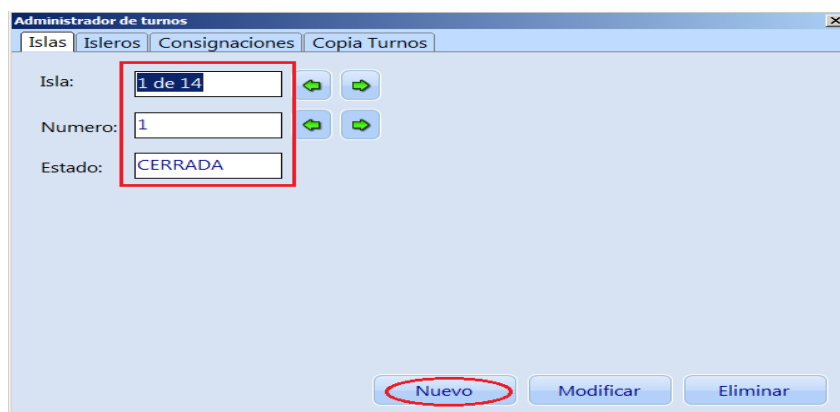 Administrador de turnos
Islas Isleros Consignaciones Copia Turnos
Isla: 1 de 14
Numero: 1
Estado: CERRADA
Nuevo Modificar Eliminar